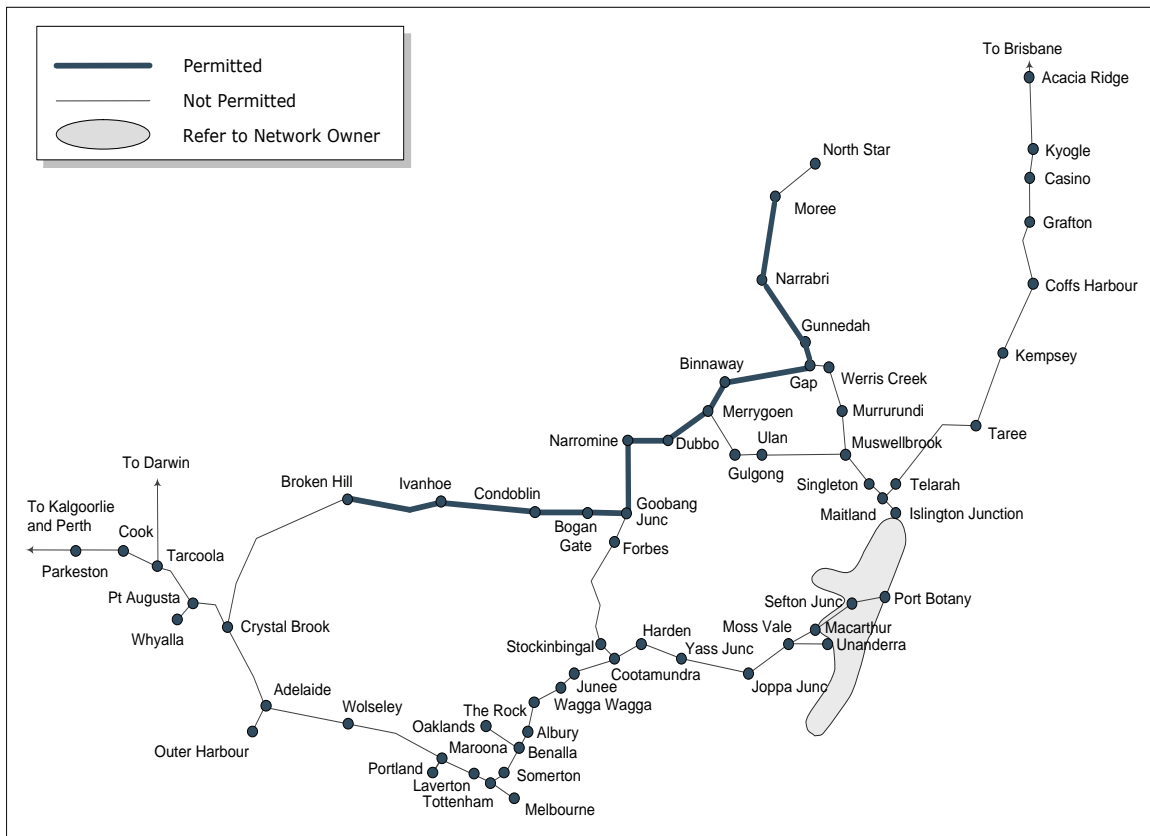 Permitted
Not Permitted
Refer to Network Owner
To Brisbane
Acacia Ridge
Kyogle
Casino
Grafton
Coffs Harbour
Kempsey
Taree
Telarah
North Star
Moree
Narrabri
Gunnedah
Binnaway
Gap
Werris Creek
Merrygoen
Murrurundi
Narromine
Dubbo
Ulan
Gulgong
Muswellbrook
Singleton
Maitland
Islington Junction
To Darwin
Broken Hill
Ivanhoe
Condoblin
Bogan
Gate
Goobang
Junc
Forbes
To Kalgoorlie
and Perth
Cook
Parkeston
Tarcoola
Pt Augusta
Whyalla
Crystal Brook
Sefton Junc
Port Botany
Moss Vale
Macarthur
Unanderra
Stockinbingal
Harden
Yass Junc
Cootamundra
Joppa Junc
Junee
Wagga Wagga
The Rock
Adelaide
Wolseley
Oaklands
Albury
Outer Harbour
Maroona
Benalla
Portland
Laverton
Somerton
Tottenham
Melbourne